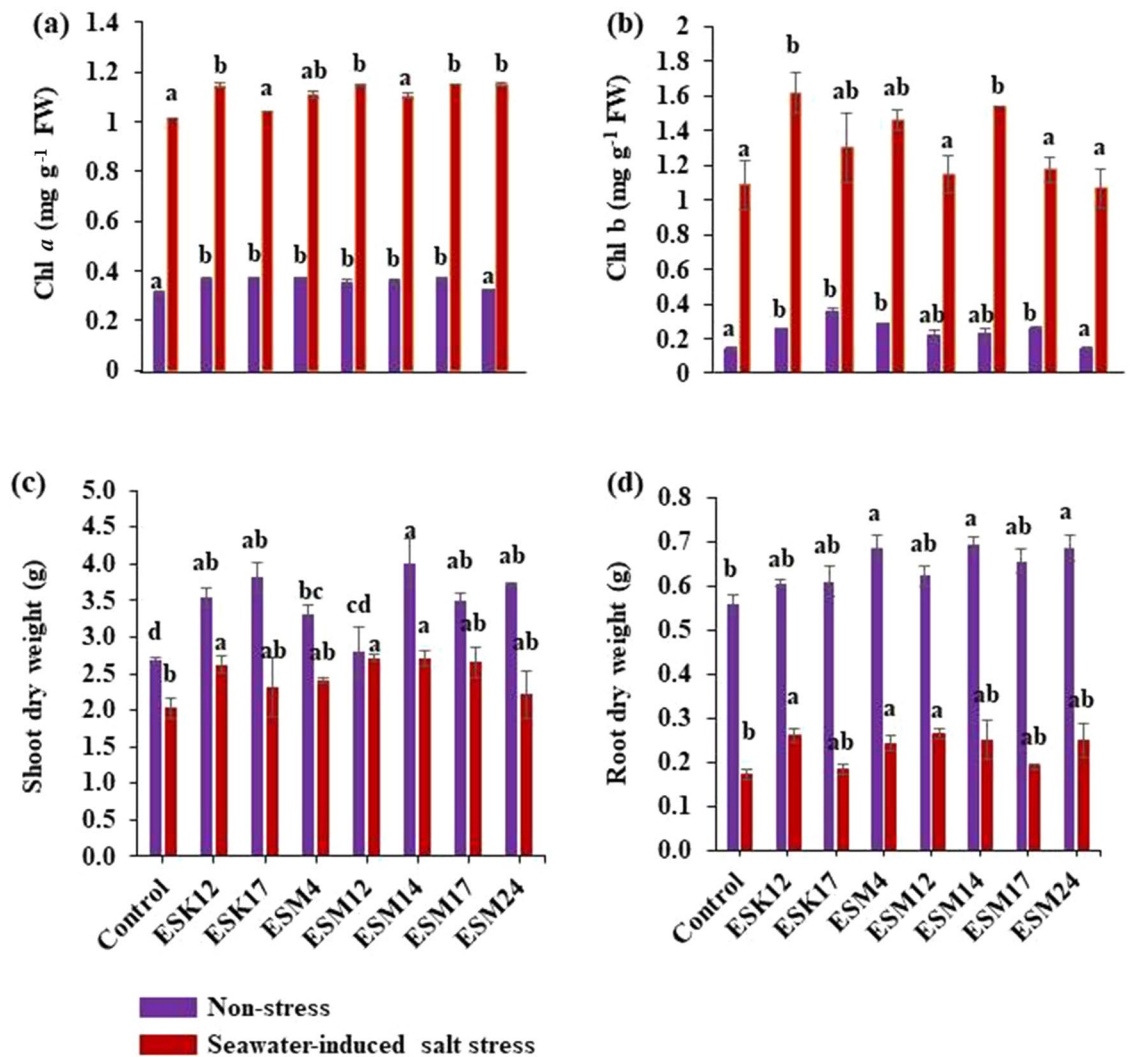 (a)
Chl a (mg g-1 FW)
1.4
1.2
1
0.8
0.6
0.4
0.2
0
a b a ab b a b b
a b b b b b b a
(b)
Chl b (mg g-1 FW)
2
1.8
1.6
1.4
1.2
1
0.8
0.6
0.4
0.2
0
a b ab ab a b a a
a b b b ab ab b a
(c)
Shoot dry weight (g)
5.0
4.5
4.0
3.5
3.0
2.5
2.0
1.5
1.0
0.5
0.0
d ab ab bc cd a ab ab
b a ab ab a a ab ab
Control ESK12 ESK17 ESM4 ESM12 ESM14 ESM17 ESM24
(d)
Root dry weight (g)
0.8
0.7
0.6
0.5
0.4
0.3
0.2
0.1
0.0
b ab ab a ab a ab a
b a ab a a ab ab ab
Control ESK12 ESK17 ESM4 ESM12 ESM14 ESM17 ESM24
Non-stress
Seawater-induced salt stress